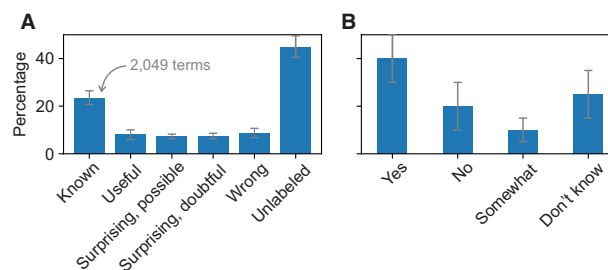 A
B
Percentage
40
20
0
2,049 terms
Known
Useful
Surprising, possible
Surprising, doubtful
Wrong
Unlabeled
Yes
No
Somewhat
Don't know